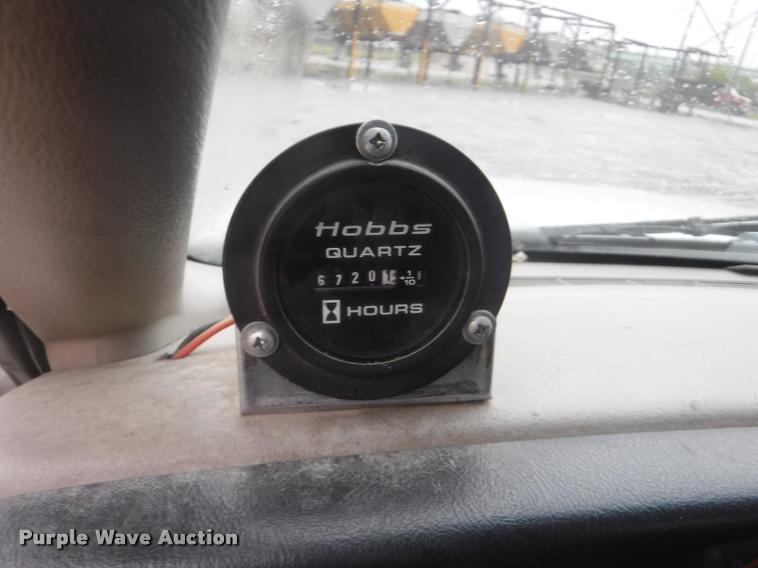 Hobbs
QUARTZ
6720 1/10
HOURS
Purple Wave Auction